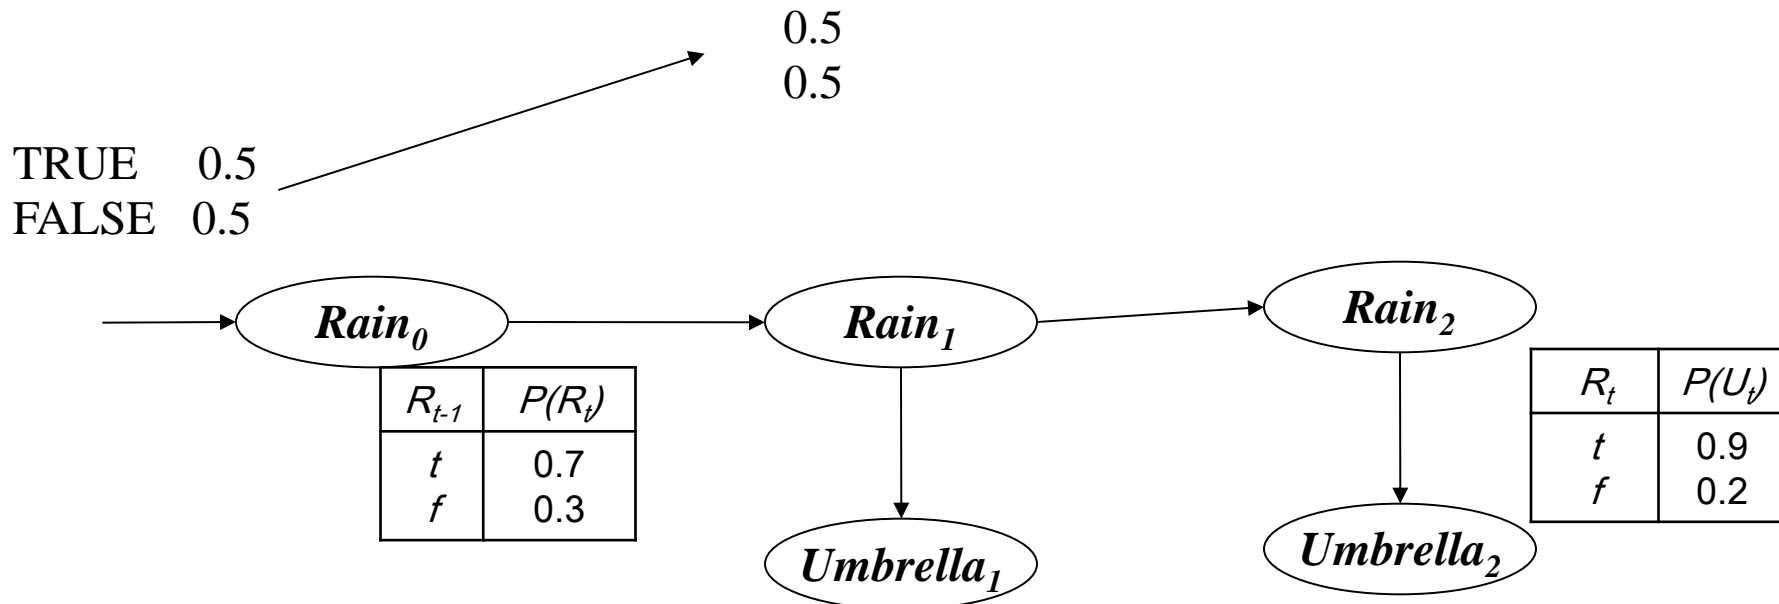 0.5
0.5
TRUE 0.5
FALSE 0.5
Rain0
Rain1
Rain2
Rt-1 P(Rt)
t 0.7
f 0.3
Rt P(Ut)
t 0.9
f 0.2
Umbrella1
Umbrella2